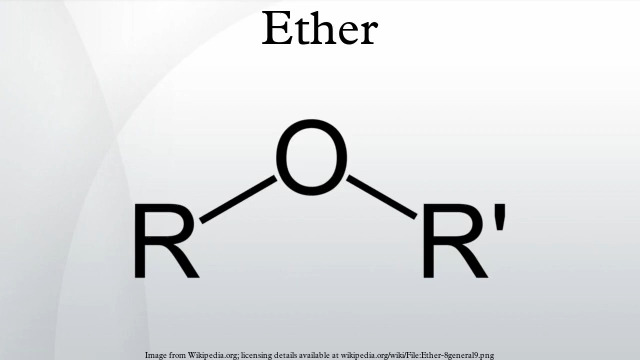 Ether
O
R R'
Image from Wikipedia.org; licensing details available at wikipedia.org/wiki/File:Ether-8general9.png